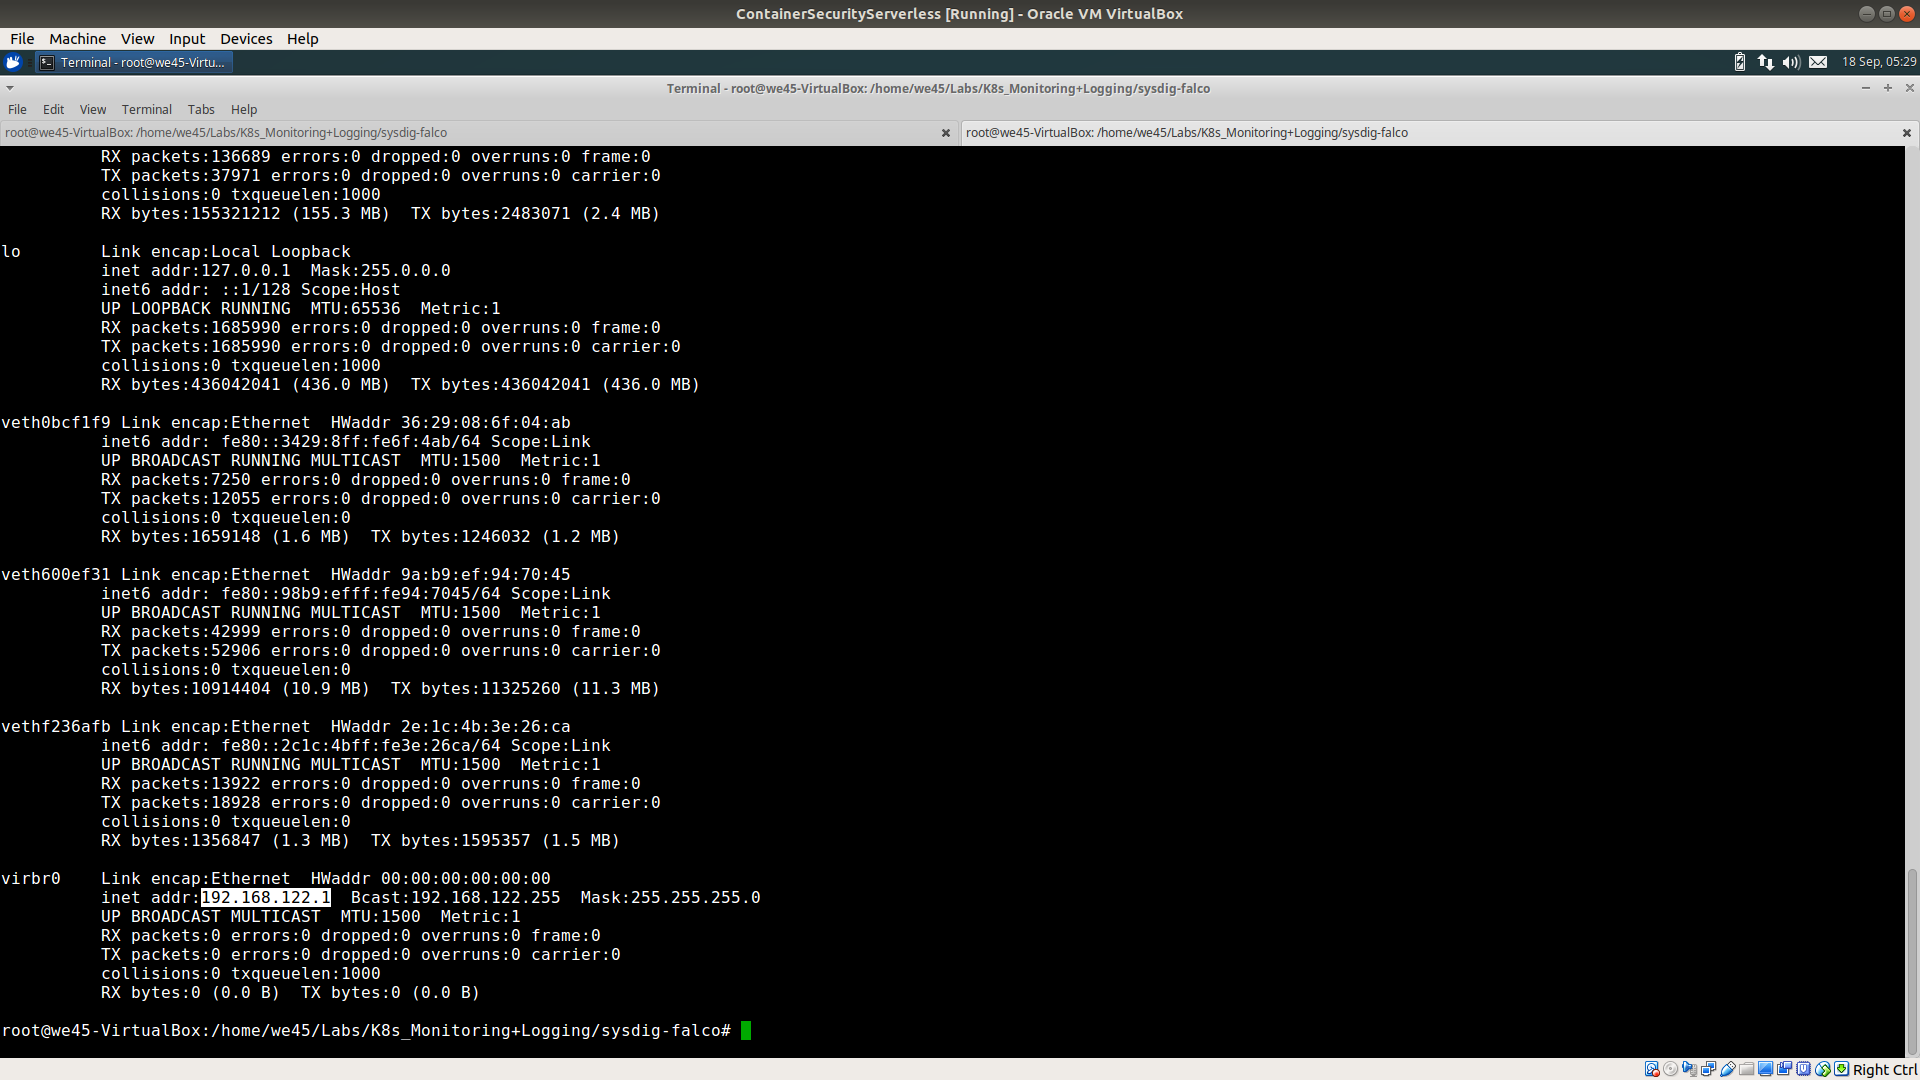 ContainerSecurityServerless [Running] - Oracle VM VirtualBox
File Machine View Input Devices Help
Terminal - root@we45-Virtu... 18 Sep, 05:29
Terminal - root@we45-VirtualBox: /home/we45/Labs/K8s_Monitoring+Logging/sysdig-falco
File Edit View Terminal Tabs Help
root@we45-VirtualBox: /home/we45/Labs/K8s_Monitoring+Logging/sysdig-falco root@we45-VirtualBox: /home/we45/Labs/K8s_Monitoring+Logging/sysdig-falco
RX packets:136689 errors:0 dropped:0 overruns:0 frame:0
TX packets:37971 errors:0 dropped:0 overruns:0 carrier:0
collisions:0 txqueuelen:1000
RX bytes:155321212 (155.3 MB)  TX bytes:2483071 (2.4 MB)
lo        Link encap:Local Loopback
inet addr:127.0.0.1  Mask:255.0.0.0
inet6 addr: ::1/128 Scope:Host
UP LOOPBACK RUNNING  MTU:65536  Metric:1
RX packets:1685990 errors:0 dropped:0 overruns:0 frame:0
TX packets:1685990 errors:0 dropped:0 overruns:0 carrier:0
collisions:0 txqueuelen:1000
RX bytes:436042041 (436.0 MB)  TX bytes:436042041 (436.0 MB)
veth0bcf1f9 Link encap:Ethernet  HWaddr 36:29:08:6f:04:ab
inet6 addr: fe80::3429:8ff:fe6f:4ab/64 Scope:Link
UP BROADCAST RUNNING MULTICAST  MTU:1500  Metric:1
RX packets:7250 errors:0 dropped:0 overruns:0 frame:0
TX packets:12055 errors:0 dropped:0 overruns:0 carrier:0
collisions:0 txqueuelen:0
RX bytes:1659148 (1.6 MB)  TX bytes:1246032 (1.2 MB)
veth600ef31 Link encap:Ethernet  HWaddr 9a:b9:ef:94:70:45
inet6 addr: fe80::98b9:efff:fe94:7045/64 Scope:Link
UP BROADCAST RUNNING MULTICAST  MTU:1500  Metric:1
RX packets:42999 errors:0 dropped:0 overruns:0 frame:0
TX packets:52906 errors:0 dropped:0 overruns:0 carrier:0
collisions:0 txqueuelen:0
RX bytes:10914404 (10.9 MB)  TX bytes:11325260 (11.3 MB)
vethf236afb Link encap:Ethernet  HWaddr 2e:1c:4b:3e:26:ca
inet6 addr: fe80::2c1c:4bff:fe3e:26ca/64 Scope:Link
UP BROADCAST RUNNING MULTICAST  MTU:1500  Metric:1
RX packets:13922 errors:0 dropped:0 overruns:0 frame:0
TX packets:18928 errors:0 dropped:0 overruns:0 carrier:0
collisions:0 txqueuelen:0
RX bytes:1356847 (1.3 MB)  TX bytes:1595357 (1.5 MB)
virbr0    Link encap:Ethernet  HWaddr 00:00:00:00:00:00
inet addr:192.168.122.1  Bcast:192.168.122.255  Mask:255.255.255.0
UP BROADCAST MULTICAST  MTU:1500  Metric:1
RX packets:0 errors:0 dropped:0 overruns:0 frame:0
TX packets:0 errors:0 dropped:0 overruns:0 carrier:0
collisions:0 txqueuelen:1000
RX bytes:0 (0.0 B)  TX bytes:0 (0.0 B)
root@we45-VirtualBox:/home/we45/Labs/K8s_Monitoring+Logging/sysdig-falco#
Right Ctrl